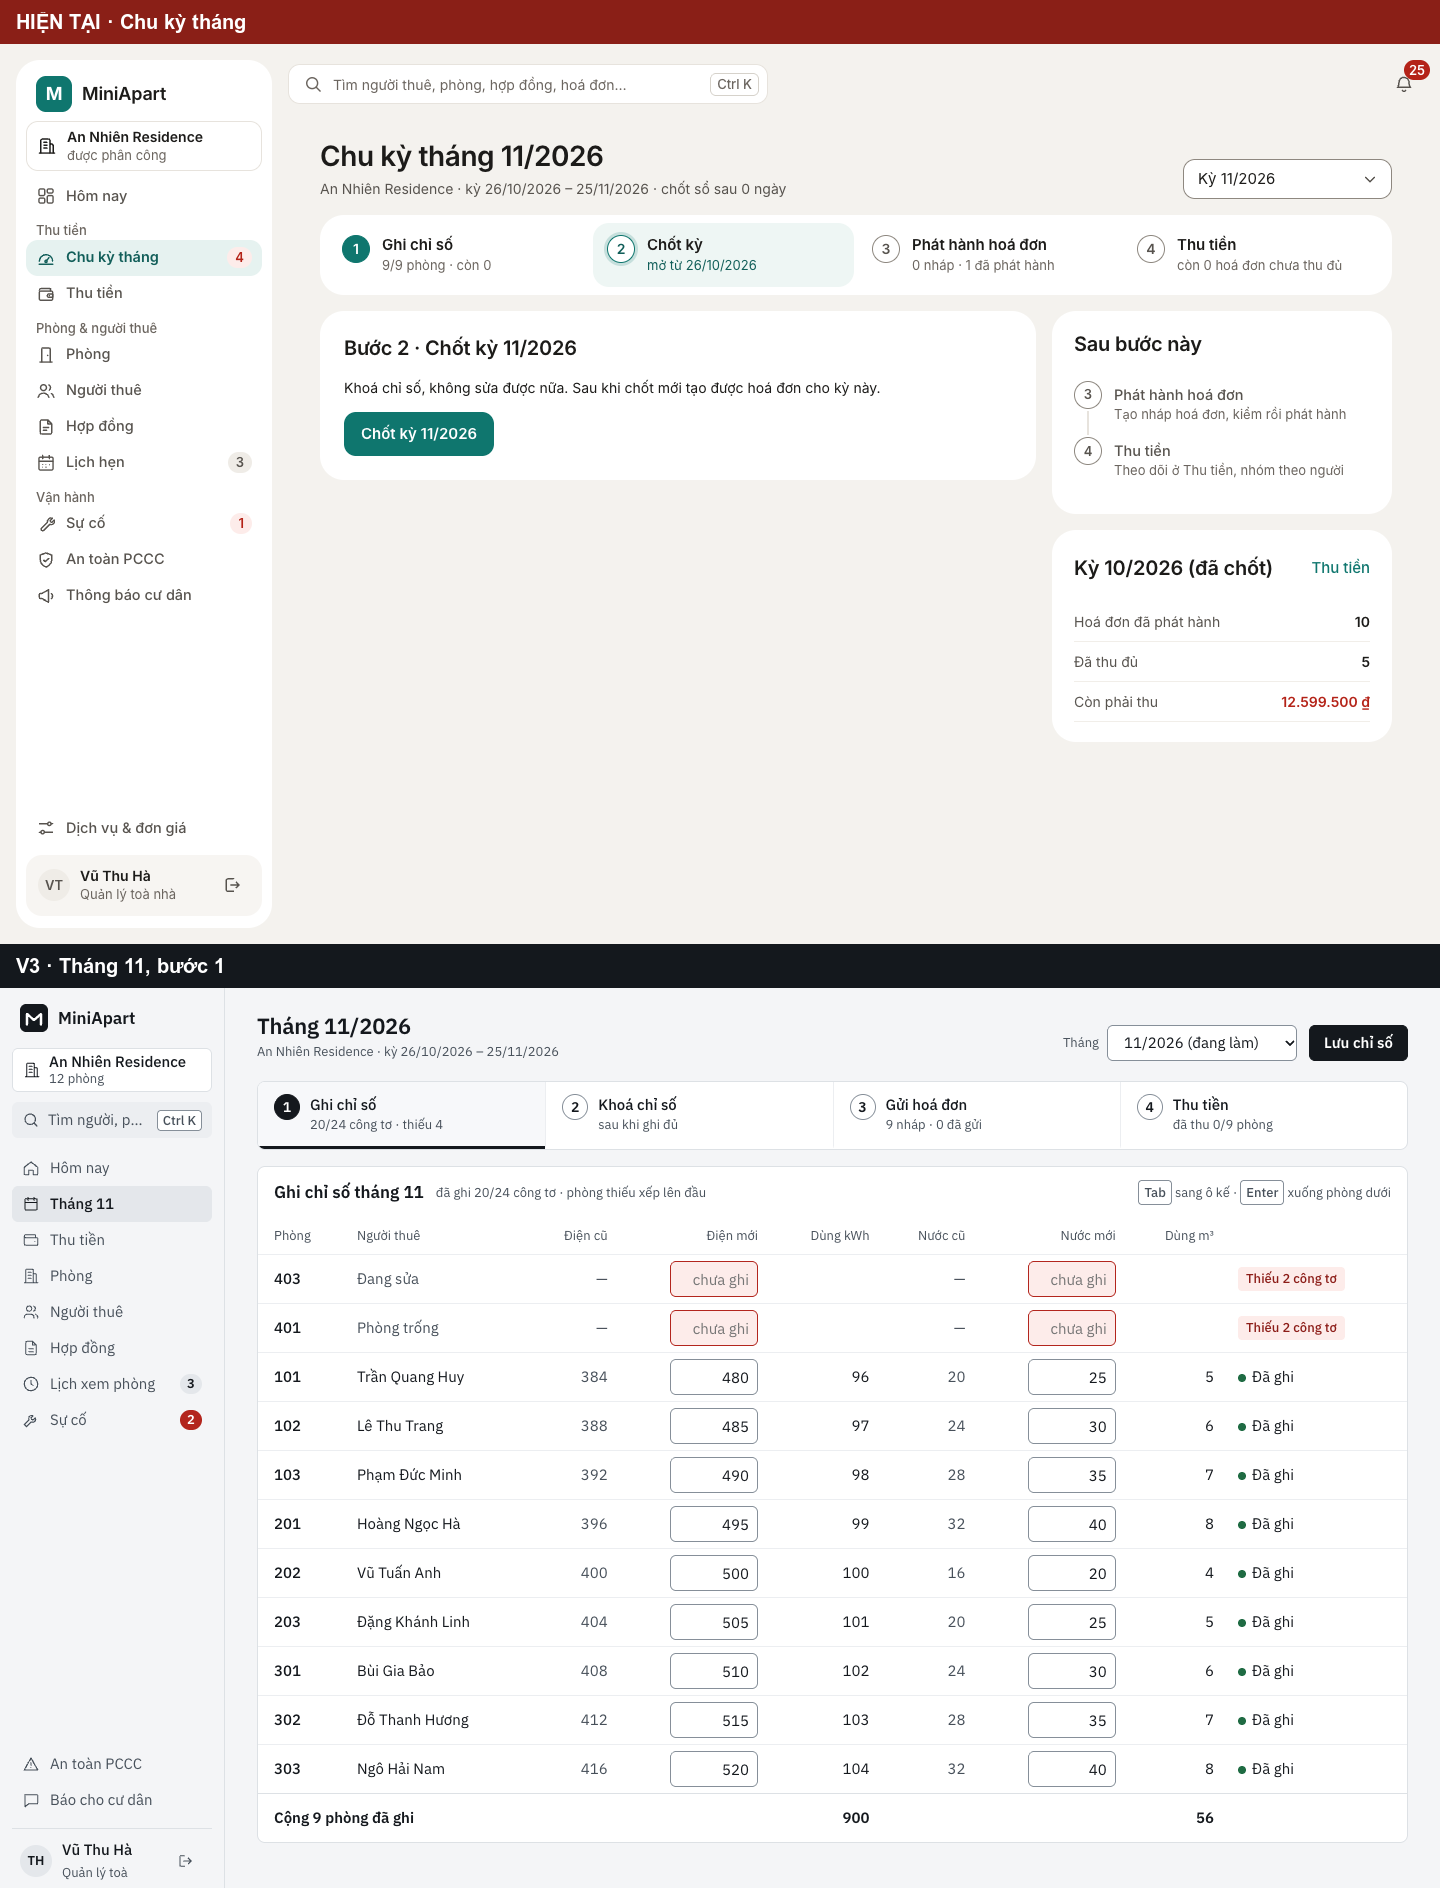 HIỆN TẠI · Chu kỳ tháng
M MiniApart
An Nhiên Residence
được phân công
Hôm nay
Thu tiền
Chu kỳ tháng 4
Thu tiền
Phòng & người thuê
Phòng
Người thuê
Hợp đồng
Lịch hẹn 3
Vận hành
Sự cố 1
An toàn PCCC
Thông báo cư dân
Dịch vụ & đơn giá
VT
Vũ Thu Hà
Quản lý toà nhà
Tìm người thuê, phòng, hợp đồng, hoá đơn... Ctrl K
25
Chu kỳ tháng 11/2026
An Nhiên Residence · kỳ 26/10/2026 – 25/11/2026 · chốt sổ sau 0 ngày
Kỳ 11/2026
1 Ghi chỉ số
9/9 phòng · còn 0
2 Chốt kỳ
mở từ 26/10/2026
3 Phát hành hoá đơn
0 nháp · 1 đã phát hành
4 Thu tiền
còn 0 hoá đơn chưa thu đủ
Bước 2 · Chốt kỳ 11/2026
Khoá chỉ số, không sửa được nữa. Sau khi chốt mới tạo được hoá đơn cho kỳ này.
Chốt kỳ 11/2026
Sau bước này
3 Phát hành hoá đơn
Tạo nháp hoá đơn, kiểm rồi phát hành
4 Thu tiền
Theo dõi ở Thu tiền, nhóm theo người
Kỳ 10/2026 (đã chốt) Thu tiền
Hoá đơn đã phát hành 10
Đã thu đủ 5
Còn phải thu 12.599.500 ₫
V3 · Tháng 11, bước 1
MiniApart
An Nhiên Residence
12 phòng
Tìm người, p... Ctrl K
Hôm nay
Tháng 11
Thu tiền
Phòng
Người thuê
Hợp đồng
Lịch xem phòng 3
Sự cố 2
An toàn PCCC
Báo cho cư dân
TH
Vũ Thu Hà
Quản lý toà
Tháng 11/2026
An Nhiên Residence · kỳ 26/10/2026 – 25/11/2026
Tháng 11/2026 (đang làm) Lưu chỉ số
1 Ghi chỉ số
20/24 công tơ · thiếu 4
2 Khoá chỉ số
sau khi ghi đủ
3 Gửi hoá đơn
9 nháp · 0 đã gửi
4 Thu tiền
đã thu 0/9 phòng
Ghi chỉ số tháng 11 đã ghi 20/24 công tơ · phòng thiếu xếp lên đầu Tab sang ô kế · Enter xuống phòng dưới
Phòng Người thuê Điện cũ Điện mới Dùng kWh Nước cũ Nước mới Dùng m³
403 Đang sửa — chưa ghi — chưa ghi Thiếu 2 công tơ
401 Phòng trống — chưa ghi — chưa ghi Thiếu 2 công tơ
101 Trần Quang Huy 384 480 96 20 25 5 Đã ghi
102 Lê Thu Trang 388 485 97 24 30 6 Đã ghi
103 Phạm Đức Minh 392 490 98 28 35 7 Đã ghi
201 Hoàng Ngọc Hà 396 495 99 32 40 8 Đã ghi
202 Vũ Tuấn Anh 400 500 100 16 20 4 Đã ghi
203 Đặng Khánh Linh 404 505 101 20 25 5 Đã ghi
301 Bùi Gia Bảo 408 510 102 24 30 6 Đã ghi
302 Đỗ Thanh Hương 412 515 103 28 35 7 Đã ghi
303 Ngô Hải Nam 416 520 104 32 40 8 Đã ghi
Cộng 9 phòng đã ghi 900 56